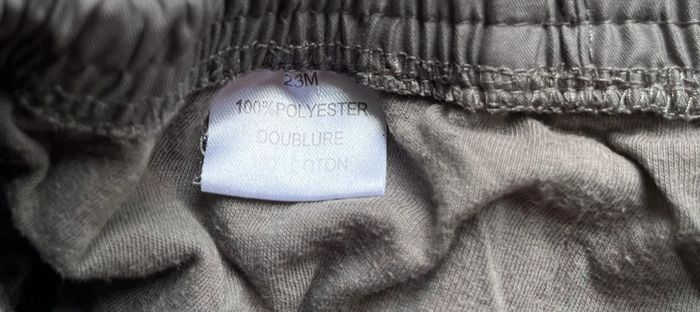 23M
100%POLYESTER
DOUBLURE
COTON